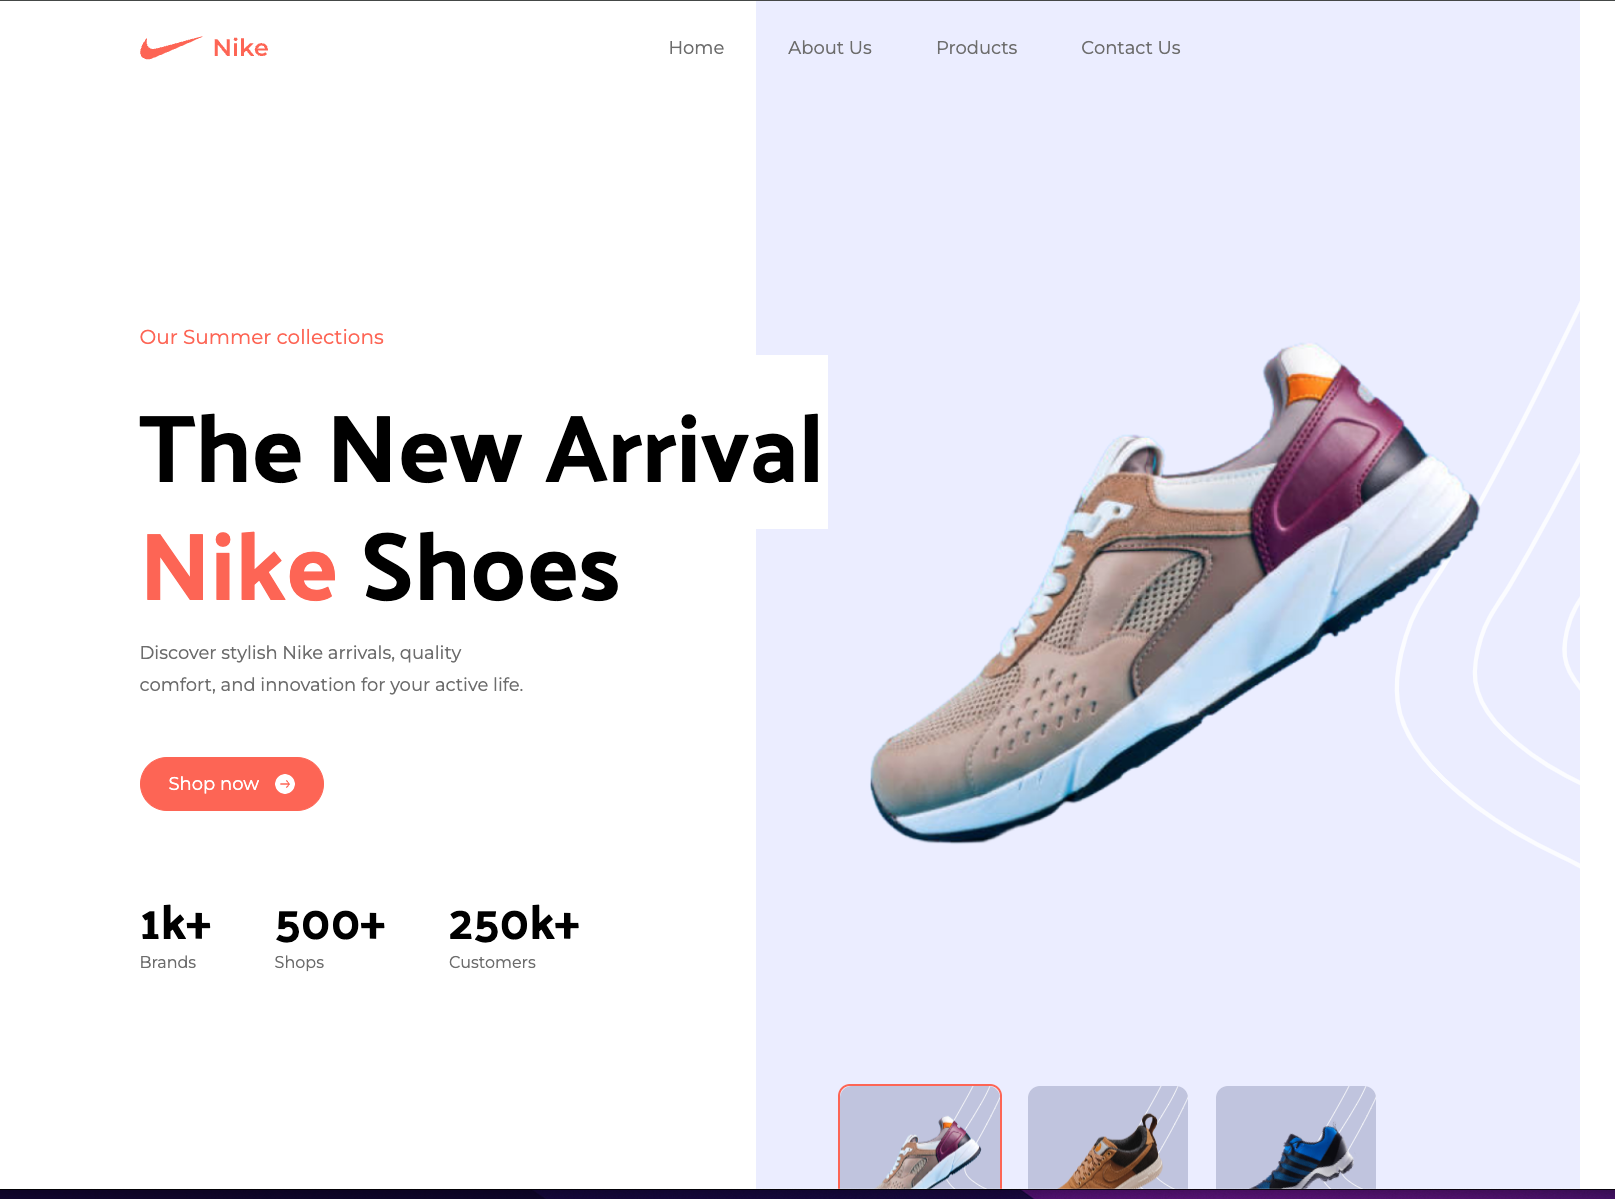 Nike
Home About Us Products Contact Us
Our Summer collections
The New Arrival
Nike Shoes
Discover stylish Nike arrivals, quality
comfort, and innovation for your active life.
Shop now
1k+ 500+ 250k+
Brands Shops Customers